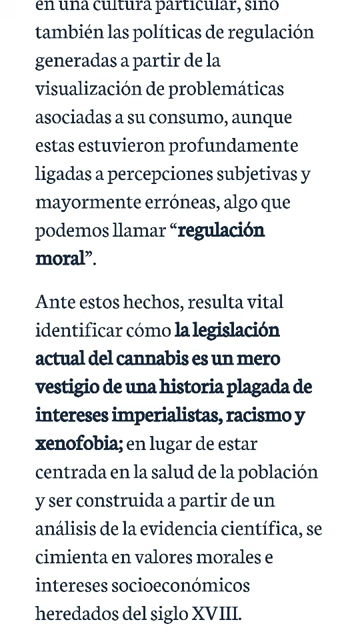 en una cultura particular, sino
también las políticas de regulación
generadas a partir de la
visualización de problemáticas
asociadas a su consumo, aunque
estas estuvieron profundamente
ligadas a percepciones subjetivas y
mayormente erróneas, algo que
podemos llamar “regulación
moral”.
Ante estos hechos, resulta vital
identificar cómo la legislación
actual del cannabis es un mero
vestigio de una historia plagada de
intereses imperialistas, racismo y
xenofobia; en lugar de estar
centrada en la salud de la población
y ser construida a partir de un
análisis de la evidencia científica, se
cimienta en valores morales e
intereses socioeconómicos
heredados del siglo XVIII.